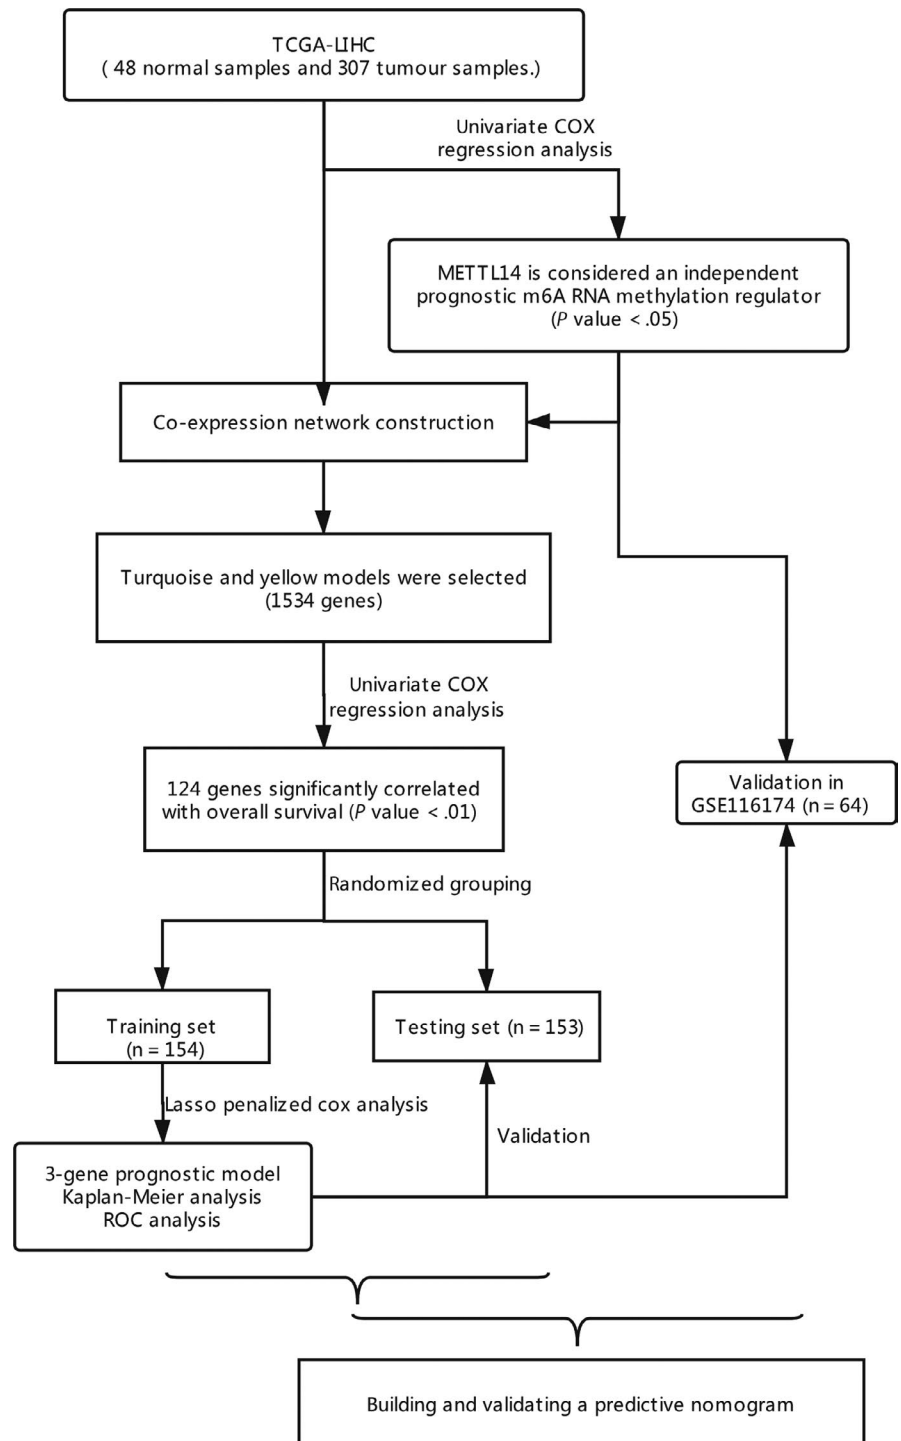 TCGA-LIHC
( 48 normal samples and 307 tumour samples.)
Univariate COX
regression analysis
METTL14 is considered an independent
prognostic m6A RNA methylation regulator
(P value < .05)
Co-expression network construction
Turquoise and yellow models were selected
(1534 genes)
Univariate COX
regression analysis
124 genes significantly correlated
with overall survival (P value < .01)
Validation in
GSE116174 (n = 64)
Randomized grouping
Training set
(n = 154)
Testing set (n = 153)
Lasso penalized cox analysis
Validation
3-gene prognostic model
Kaplan-Meier analysis
ROC analysis
Building and validating a predictive nomogram